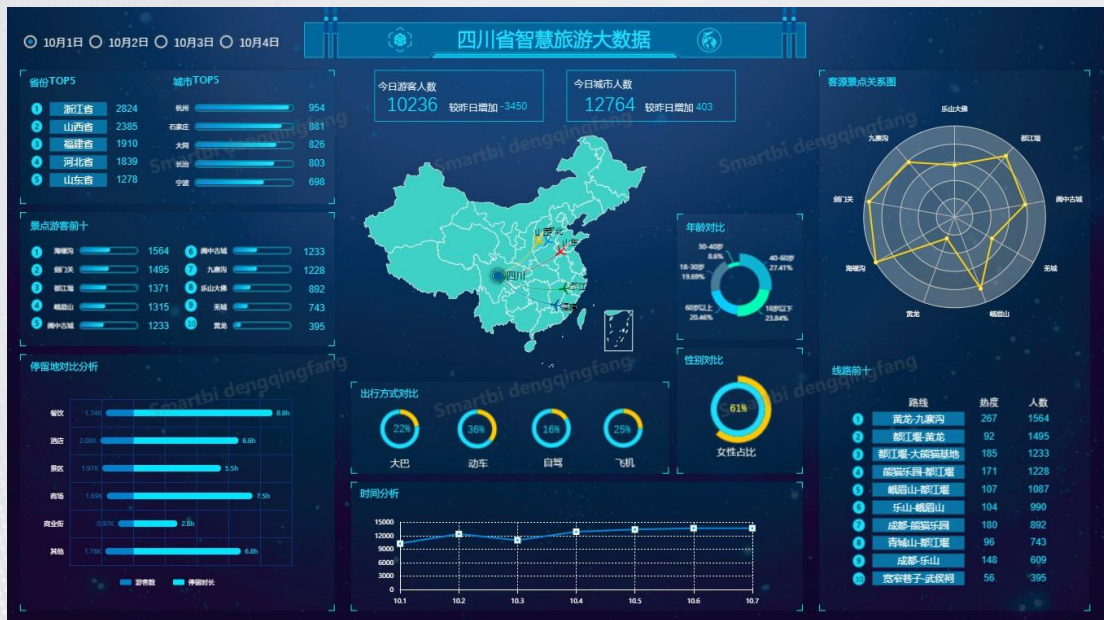 10月1日 10月2日 10月3日 10月4日
四川省智慧旅游大数据
省份TOP5
1 浙江省 2824
2 山西省 2385
3 福建省 1910
4 河北省 1839
5 山东省 1278
城市TOP5
杭州 954
石家庄 881
大同 826
长治 803
宁波 698
今日游客人数
10236 较昨日增加 -3450
今日城市人数
12764 较昨日增加 403
景点游客前十
1 海螺沟 1564
2 剑门关 1495
3 都江堰 1371
4 峨眉山 1315
5 阆中古城 1233
6 阆中古城 1233
7 九寨沟 1228
8 乐山大佛 892
9 羌城 743
10 黄龙 395
停留地对比分析
餐饮 1.74K 8.8h
酒店 2.08K 6.6h
景区 1.97K 5.5h
商场 1.69K 7.5h
商业街 0.97K 2.8h
其他 1.78K 6.8h
游客数 停留时长
山西
山东
四川
出行方式对比
22% 36% 16% 25%
大巴 动车 自驾 飞机
年龄对比
30-40岁
8.6%
40-60岁
27.41%
18-30岁
19.69%
60岁以上
20.46%
18岁以下
23.84%
性别对比
61%
女性占比
时间分析
15000
12000
9000
6000
3000
0
10.1 10.2 10.3 10.4 10.5 10.6 10.7
客源景点关系图
乐山大佛
都江堰
阆中古城
羌城
峨眉山
黄龙
海螺沟
剑门关
九寨沟
线路前十
路线 热度 人数
1 黄龙-九寨沟 267 1564
2 都江堰-黄龙 92 1495
3 都江堰-大熊猫基地 185 1233
4 熊猫乐园-都江堰 171 1228
5 峨眉山-都江堰 107 1087
6 乐山-峨眉山 104 990
7 成都-熊猫乐园 180 892
8 青城山-都江堰 96 743
9 成都-乐山 148 609
10 宽窄巷子-武侯祠 56 395
Smartbi dengqingfang
Smartbi dengqingfang
Smartbi dengqingfang
Smartbi dengqingfang
Smartbi dengqingfang